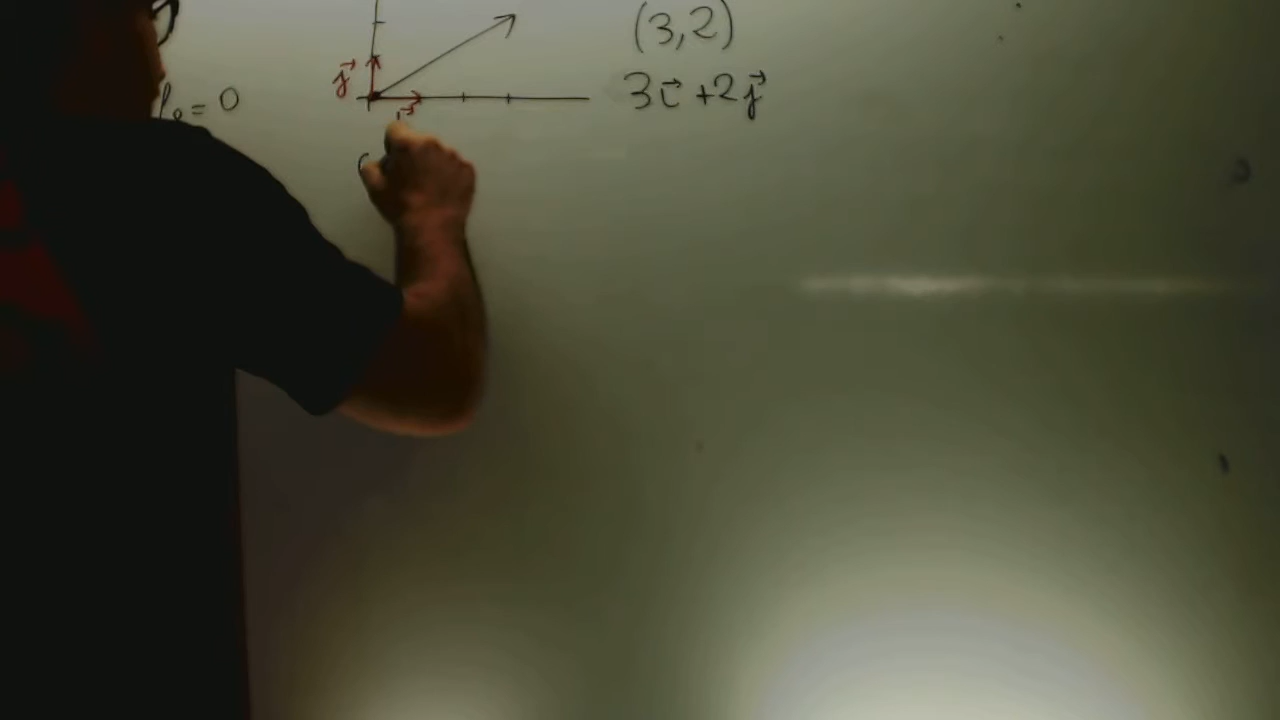 (3,2)
= 0
j⃗
3i⃗ + 2j⃗